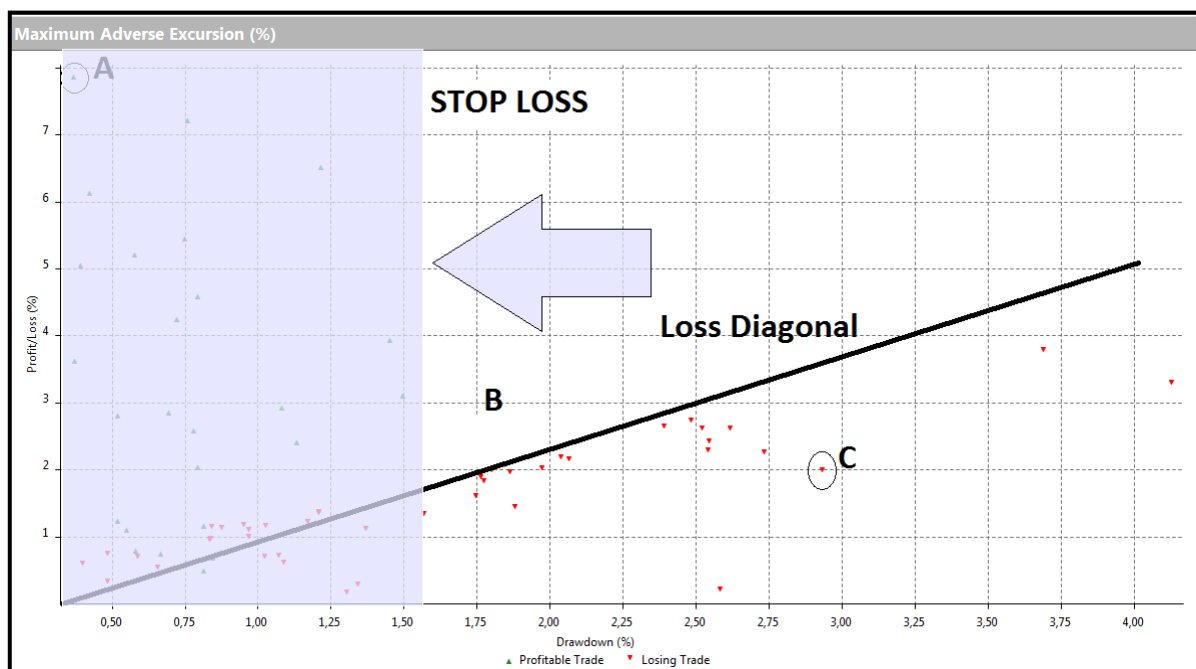 Maximum Adverse Excursion (%)
A
STOP LOSS
7
6
5
4
3
2
1
Profit/Loss (%)
Loss Diagonal
B
C
0,50 0,75 1,00 1,25 1,50 1,75 2,00 2,25 2,50 2,75 3,00 3,25 3,50 3,75 4,00
Drawdown (%)
Profitable Trade Losing Trade